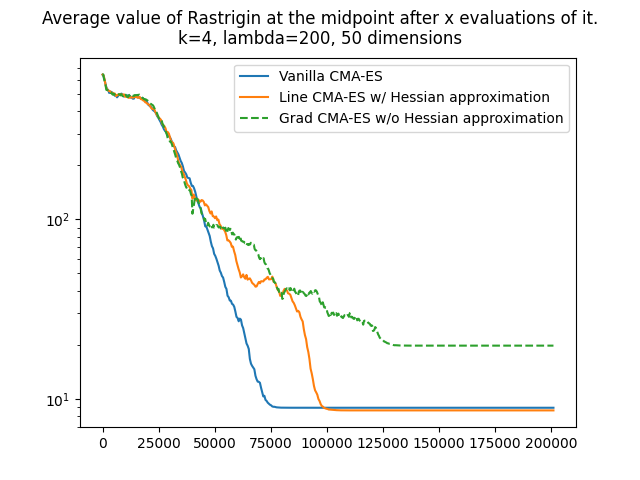 Average value of Rastrigin at the midpoint after x evaluations of it.
k=4, lambda=200, 50 dimensions
Vanilla CMA-ES
Line CMA-ES w/ Hessian approximation
Grad CMA-ES w/o Hessian approximation
10²
10¹
0 25000 50000 75000 100000 125000 150000 175000 200000